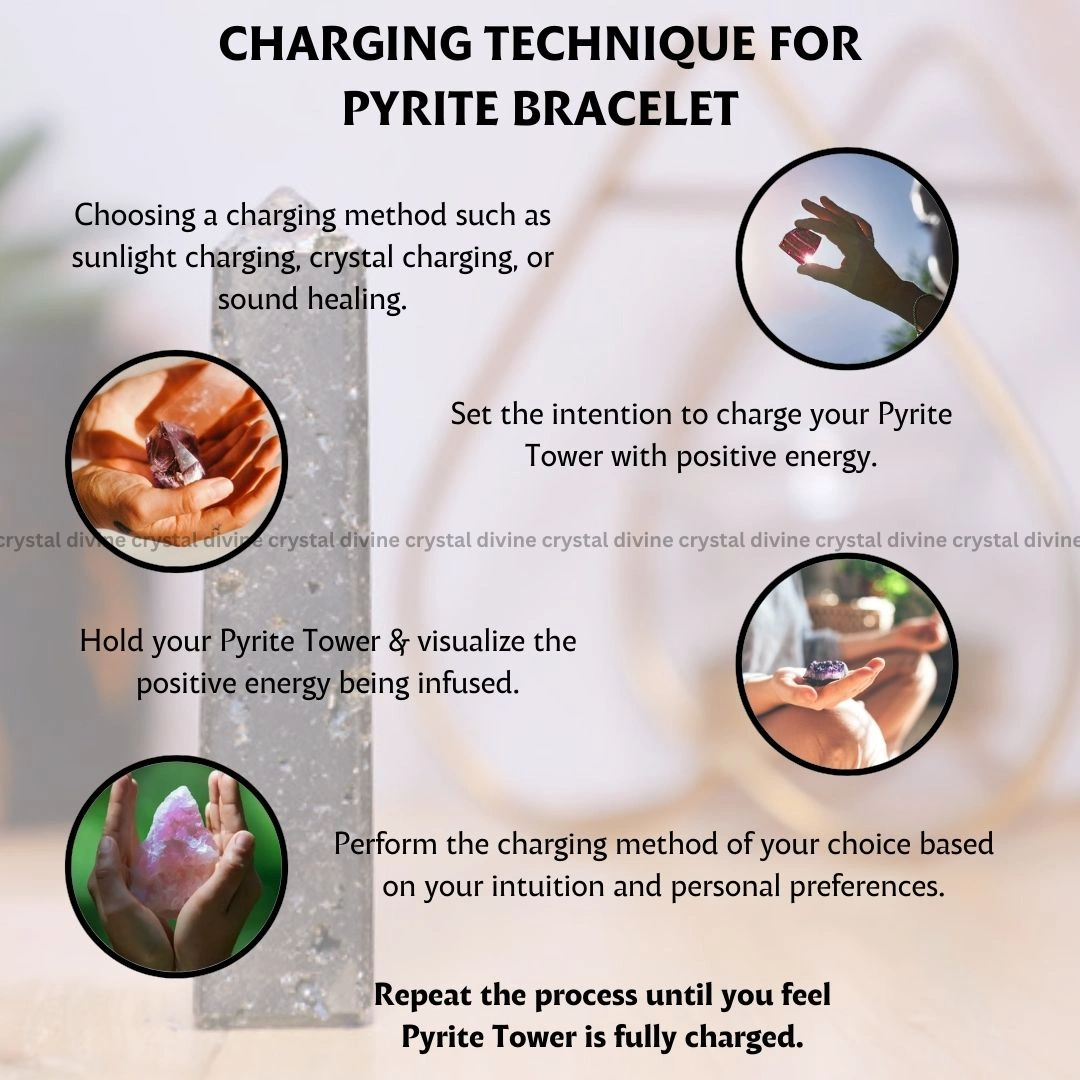 CHARGING TECHNIQUE FOR
PYRITE BRACELET
Choosing a charging method such as
sunlight charging, crystal charging, or
sound healing.
Set the intention to charge your Pyrite
Tower with positive energy.
crystal divine crystal divine crystal divine crystal divine crystal divine crystal divine crystal divine crystal divine
Hold your Pyrite Tower & visualize the
positive energy being infused.
Perform the charging method of your choice based
on your intuition and personal preferences.
Repeat the process until you feel
Pyrite Tower is fully charged.